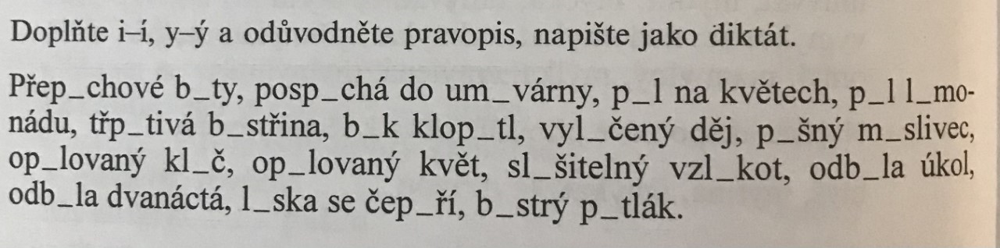 Doplňte i–í, y–ý a odůvodněte pravopis, napište jako diktát.
Přep_chové b_ty, posp_chá do um_várny, p_l na květech, p_l l_mo-
nádu, třp_tivá b_střina, b_k klop_tl, vyl_čený děj, p_šný m_slivec,
op_lovaný kl_č, op_lovaný květ, sl_šitelný vzl_kot, odb_la úkol,
odb_la dvanáctá, l_ska se čep_ří, b_strý p_tlák.